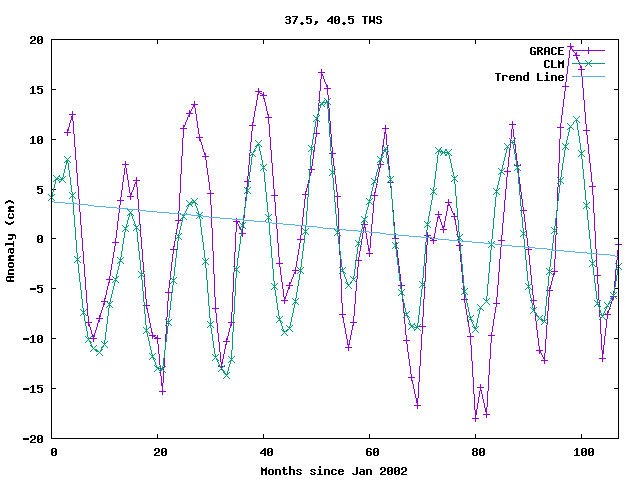 37.5, 40.5 TWS
GRACE
CLM
Trend Line
20
15
10
5
0
-5
-10
-15
-20
Anomaly (cm)
0 20 40 60 80 100
Months since Jan 2002